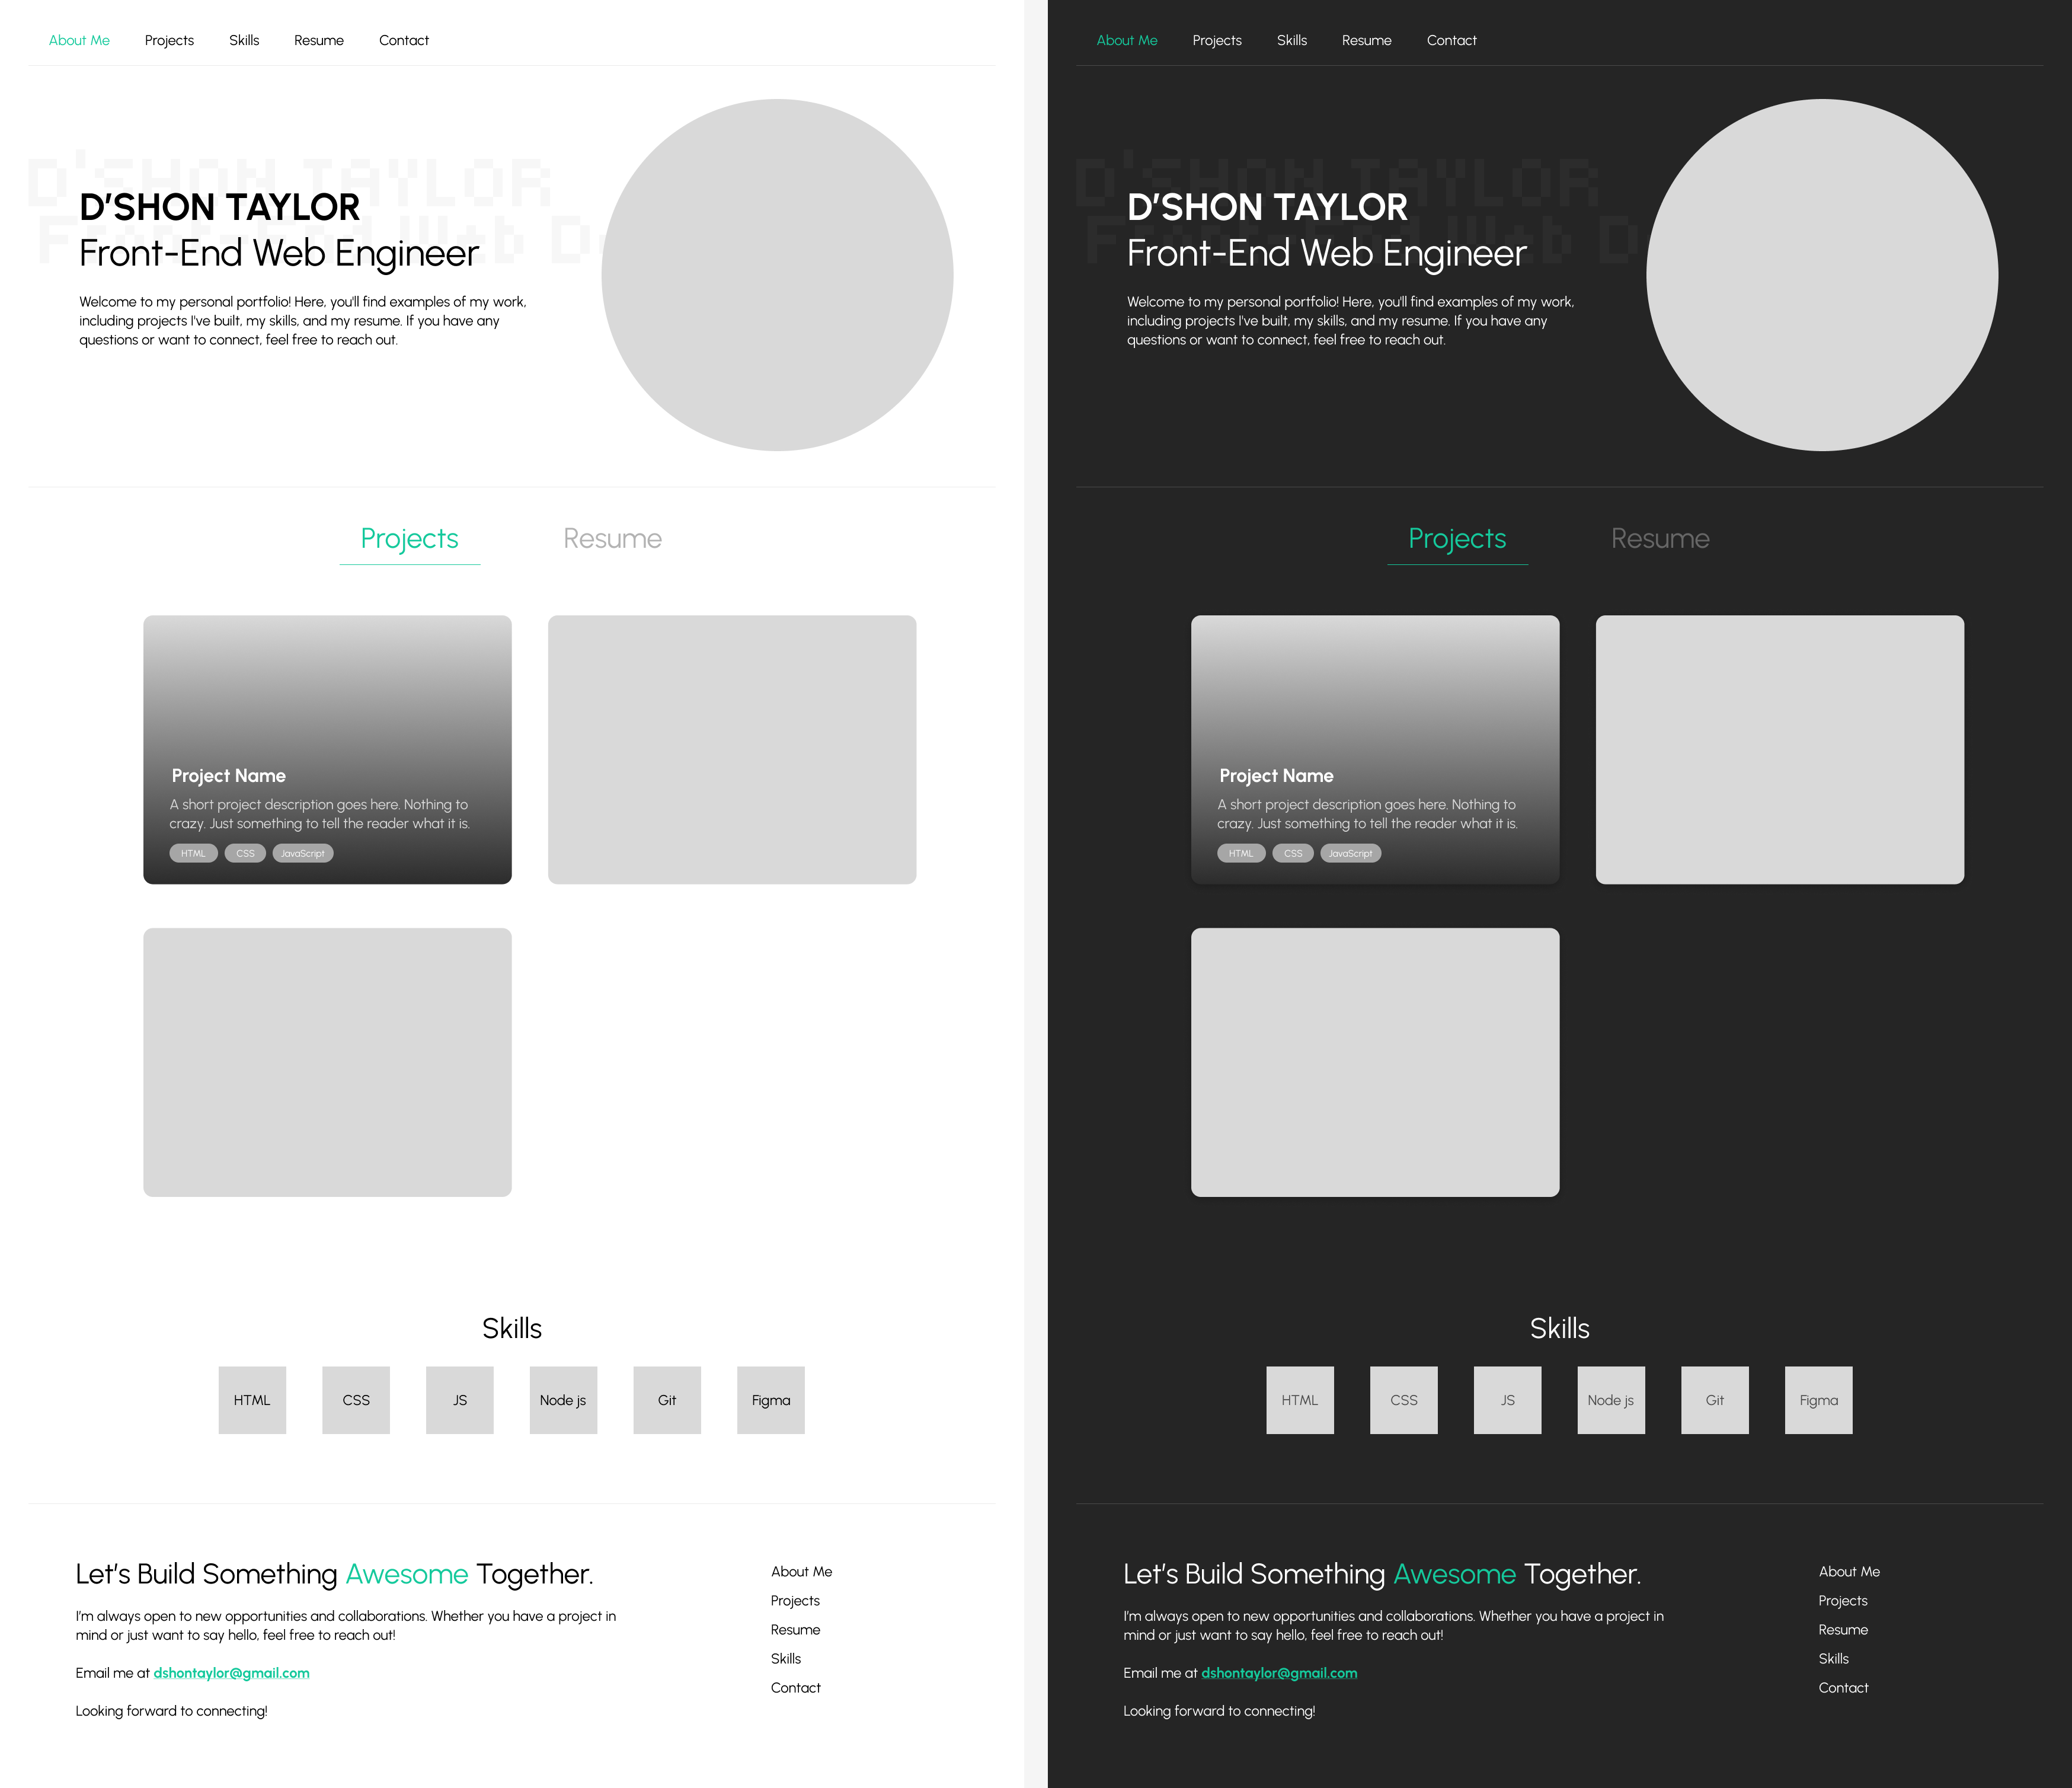 About Me Projects Skills Resume Contact
D'SHON TAYLOR
Front-End Web D
D'SHON TAYLOR
Front-End Web Engineer
Welcome to my personal portfolio! Here, you'll find examples of my work,
including projects I've built, my skills, and my resume. If you have any
questions or want to connect, feel free to reach out.
Projects Resume
Project Name
A short project description goes here. Nothing to
crazy. Just something to tell the reader what it is.
HTML CSS JavaScript
Skills
HTML CSS JS Node js Git Figma
Let's Build Something Awesome Together.
I'm always open to new opportunities and collaborations. Whether you have a project in
mind or just want to say hello, feel free to reach out!
Email me at dshontaylor@gmail.com
Looking forward to connecting!
About Me
Projects
Resume
Skills
Contact
About Me Projects Skills Resume Contact
D'SHON TAYLOR
Front-End Web D
D'SHON TAYLOR
Front-End Web Engineer
Welcome to my personal portfolio! Here, you'll find examples of my work,
including projects I've built, my skills, and my resume. If you have any
questions or want to connect, feel free to reach out.
Projects Resume
Project Name
A short project description goes here. Nothing to
crazy. Just something to tell the reader what it is.
HTML CSS JavaScript
Skills
HTML CSS JS Node js Git Figma
Let's Build Something Awesome Together.
I'm always open to new opportunities and collaborations. Whether you have a project in
mind or just want to say hello, feel free to reach out!
Email me at dshontaylor@gmail.com
Looking forward to connecting!
About Me
Projects
Resume
Skills
Contact